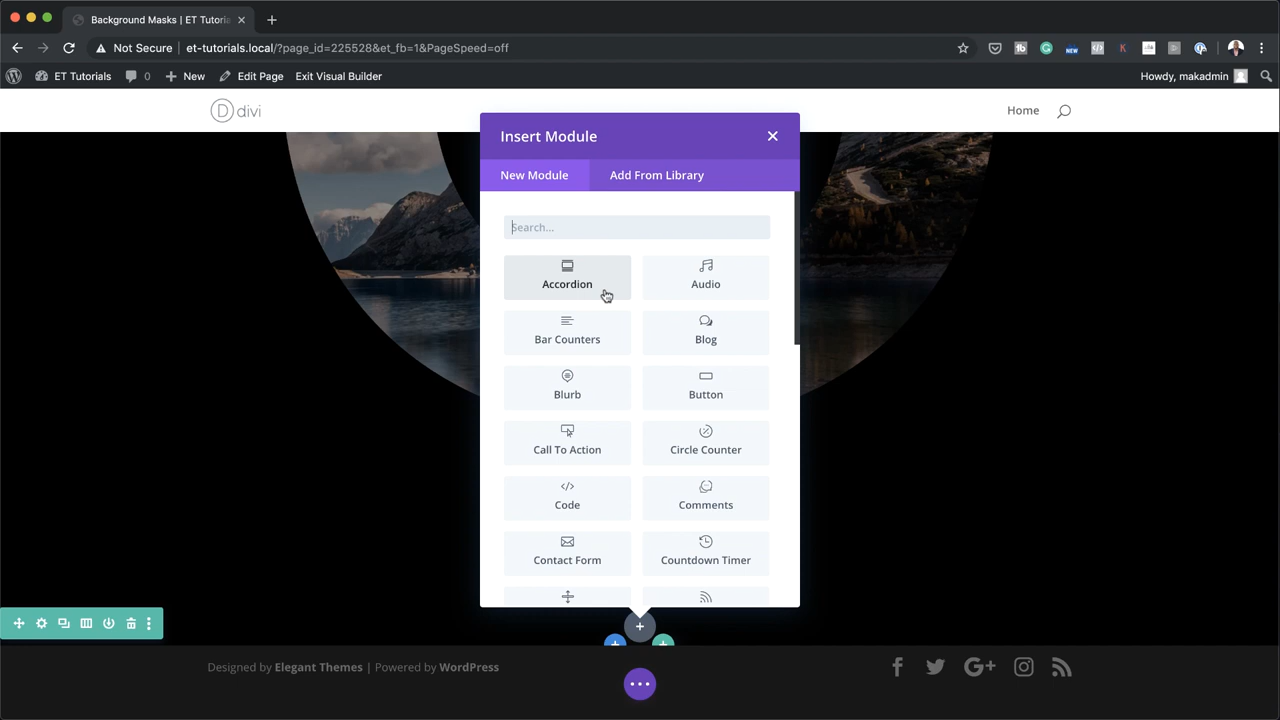 Background Masks | ET Tutoria
Not Secure | et-tutorials.local/?page_id=225528&et_fb=1&PageSpeed=off
ET Tutorials 0 New Edit Page Exit Visual Builder Howdy, makadmin
divi
Home
Insert Module
New Module Add From Library
Search...
Accordion Audio
Bar Counters Blog
Blurb Button
Call To Action Circle Counter
Code Comments
Contact Form Countdown Timer
Designed by Elegant Themes | Powered by WordPress